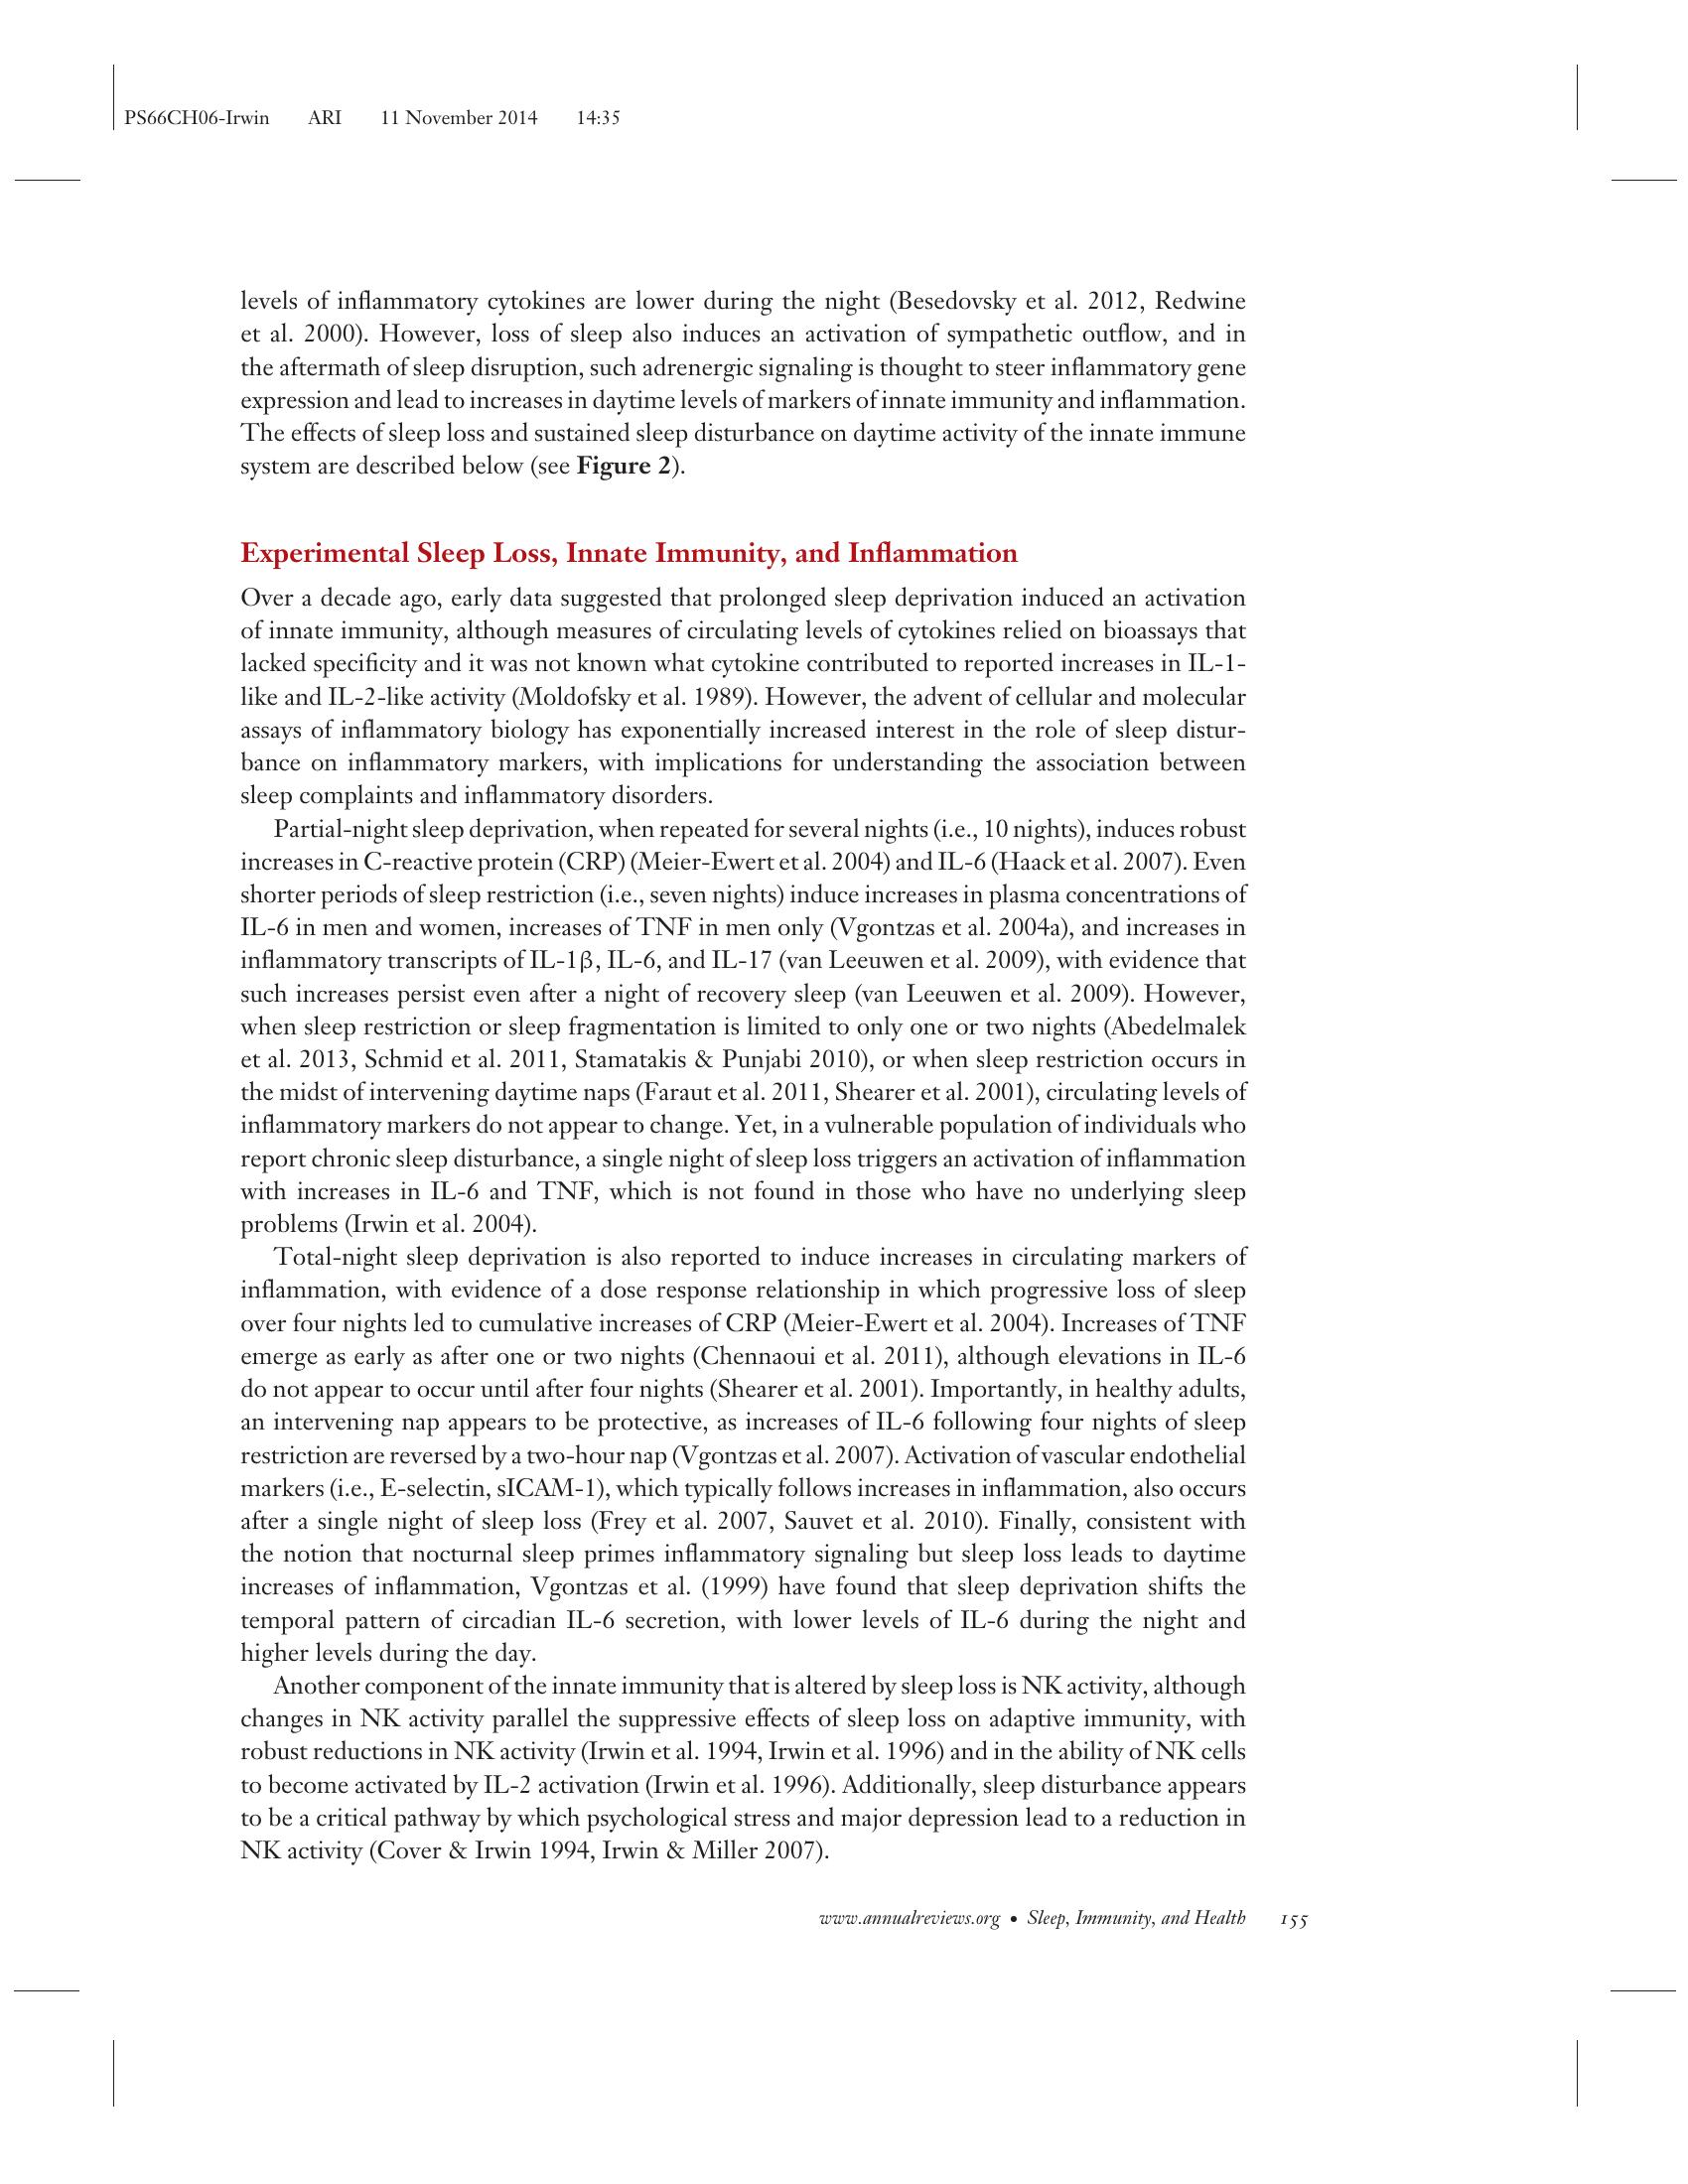 PS66CH06-Irwin ARI 11 November 2014 14:35
levels of inflammatory cytokines are lower during the night (Besedovsky et al. 2012, Redwine
et al. 2000). However, loss of sleep also induces an activation of sympathetic outflow, and in
the aftermath of sleep disruption, such adrenergic signaling is thought to steer inflammatory gene
expression and lead to increases in daytime levels of markers of innate immunity and inflammation.
The effects of sleep loss and sustained sleep disturbance on daytime activity of the innate immune
system are described below (see Figure 2).
Experimental Sleep Loss, Innate Immunity, and Inflammation
Over a decade ago, early data suggested that prolonged sleep deprivation induced an activation
of innate immunity, although measures of circulating levels of cytokines relied on bioassays that
lacked specificity and it was not known what cytokine contributed to reported increases in IL-1-
like and IL-2-like activity (Moldofsky et al. 1989). However, the advent of cellular and molecular
assays of inflammatory biology has exponentially increased interest in the role of sleep distur-
bance on inflammatory markers, with implications for understanding the association between
sleep complaints and inflammatory disorders.
Partial-night sleep deprivation, when repeated for several nights (i.e., 10 nights), induces robust
increases in C-reactive protein (CRP) (Meier-Ewert et al. 2004) and IL-6 (Haack et al. 2007). Even
shorter periods of sleep restriction (i.e., seven nights) induce increases in plasma concentrations of
IL-6 in men and women, increases of TNF in men only (Vgontzas et al. 2004a), and increases in
inflammatory transcripts of IL-1β, IL-6, and IL-17 (van Leeuwen et al. 2009), with evidence that
such increases persist even after a night of recovery sleep (van Leeuwen et al. 2009). However,
when sleep restriction or sleep fragmentation is limited to only one or two nights (Abedelmalek
et al. 2013, Schmid et al. 2011, Stamatakis & Punjabi 2010), or when sleep restriction occurs in
the midst of intervening daytime naps (Faraut et al. 2011, Shearer et al. 2001), circulating levels of
inflammatory markers do not appear to change. Yet, in a vulnerable population of individuals who
report chronic sleep disturbance, a single night of sleep loss triggers an activation of inflammation
with increases in IL-6 and TNF, which is not found in those who have no underlying sleep
problems (Irwin et al. 2004).
Total-night sleep deprivation is also reported to induce increases in circulating markers of
inflammation, with evidence of a dose response relationship in which progressive loss of sleep
over four nights led to cumulative increases of CRP (Meier-Ewert et al. 2004). Increases of TNF
emerge as early as after one or two nights (Chennaoui et al. 2011), although elevations in IL-6
do not appear to occur until after four nights (Shearer et al. 2001). Importantly, in healthy adults,
an intervening nap appears to be protective, as increases of IL-6 following four nights of sleep
restriction are reversed by a two-hour nap (Vgontzas et al. 2007). Activation of vascular endothelial
markers (i.e., E-selectin, sICAM-1), which typically follows increases in inflammation, also occurs
after a single night of sleep loss (Frey et al. 2007, Sauvet et al. 2010). Finally, consistent with
the notion that nocturnal sleep primes inflammatory signaling but sleep loss leads to daytime
increases of inflammation, Vgontzas et al. (1999) have found that sleep deprivation shifts the
temporal pattern of circadian IL-6 secretion, with lower levels of IL-6 during the night and
higher levels during the day.
Another component of the innate immunity that is altered by sleep loss is NK activity, although
changes in NK activity parallel the suppressive effects of sleep loss on adaptive immunity, with
robust reductions in NK activity (Irwin et al. 1994, Irwin et al. 1996) and in the ability of NK cells
to become activated by IL-2 activation (Irwin et al. 1996). Additionally, sleep disturbance appears
to be a critical pathway by which psychological stress and major depression lead to a reduction in
NK activity (Cover & Irwin 1994, Irwin & Miller 2007).
www.annualreviews.org • Sleep, Immunity, and Health 155